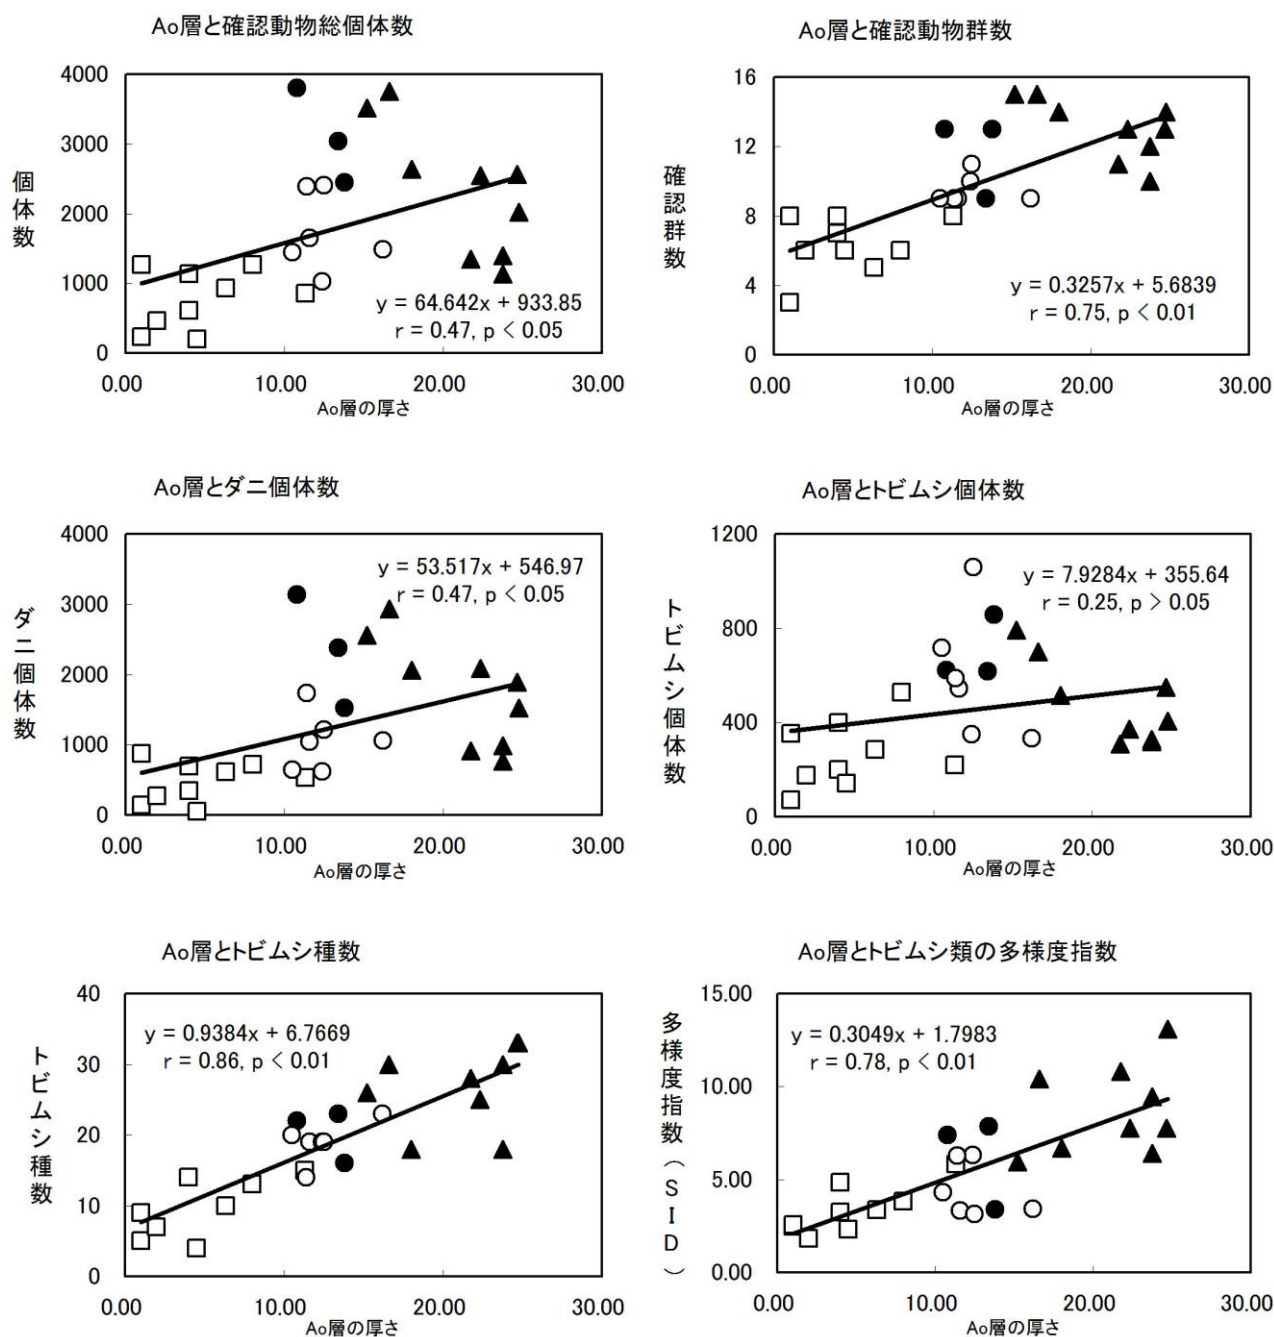 Ao層と確認動物総個体数
個体数
4000
3000
2000
1000
0
y = 64.642x + 933.85
r = 0.47, p < 0.05
0.00 10.00 20.00 30.00
Ao層の厚さ
Ao層と確認動物群数
確認群数
16
12
8
4
0
y = 0.3257x + 5.6839
r = 0.75, p < 0.01
0.00 10.00 20.00 30.00
Ao層の厚さ
Ao層とダニ個体数
ダニ個体数
4000
3000
2000
1000
0
y = 53.517x + 546.97
r = 0.47, p < 0.05
0.00 10.00 20.00 30.00
Ao層の厚さ
Ao層とトビムシ個体数
トビムシ個体数
1200
800
400
0
y = 7.9284x + 355.64
r = 0.25, p > 0.05
0.00 10.00 20.00 30.00
Ao層の厚さ
Ao層とトビムシ種数
トビムシ種数
40
30
20
10
0
y = 0.9384x + 6.7669
r = 0.86, p < 0.01
0.00 10.00 20.00 30.00
Ao層の厚さ
Ao層とトビムシ類の多様度指数
多様度指数(SID)
15.00
10.00
5.00
0.00
y = 0.3049x + 1.7983
r = 0.78, p < 0.01
0.00 10.00 20.00 30.00
Ao層の厚さ